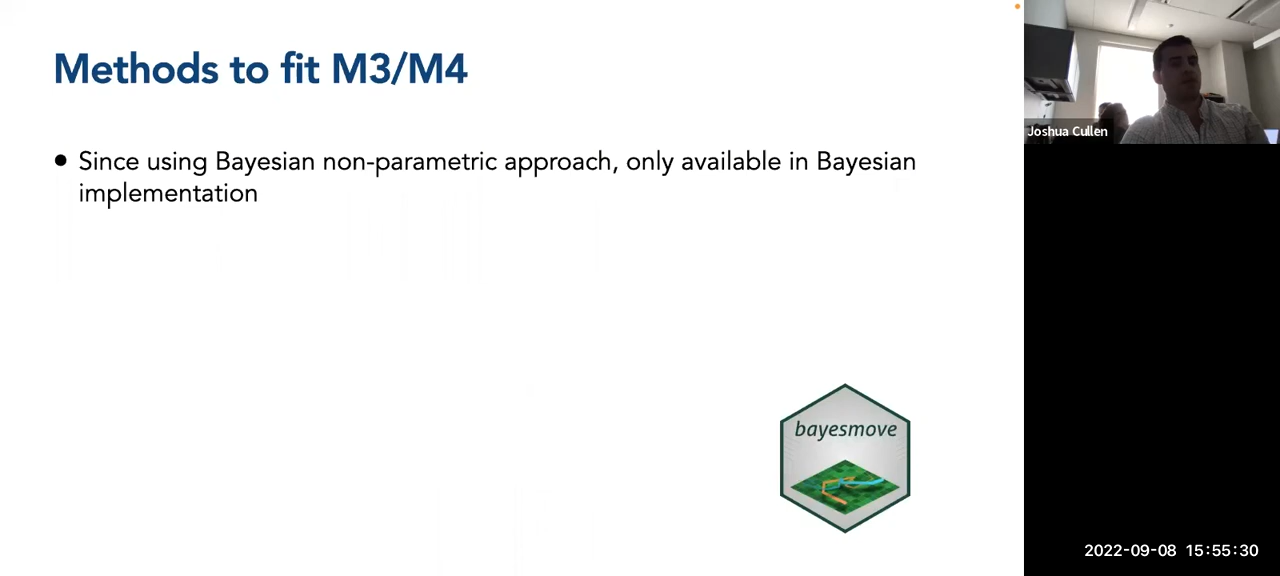 Methods to fit M3/M4
● Since using Bayesian non-parametric approach, only available in Bayesian
implementation
bayesmove
Joshua Cullen
2022-09-08 15:55:30